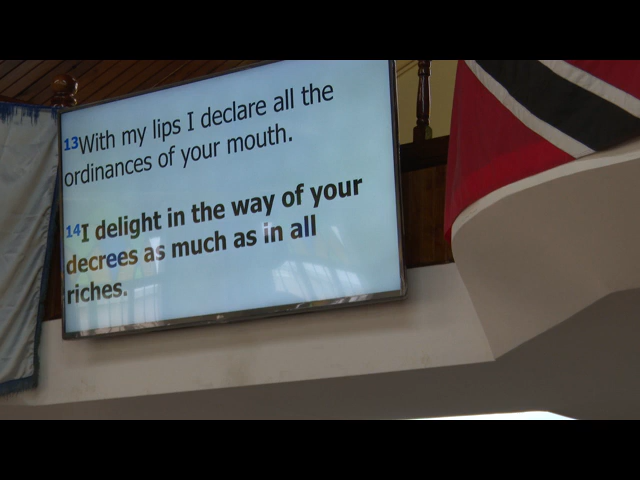 13With my lips I declare all the
ordinances of your mouth.
14I delight in the way of your
decrees as much as in all
riches.